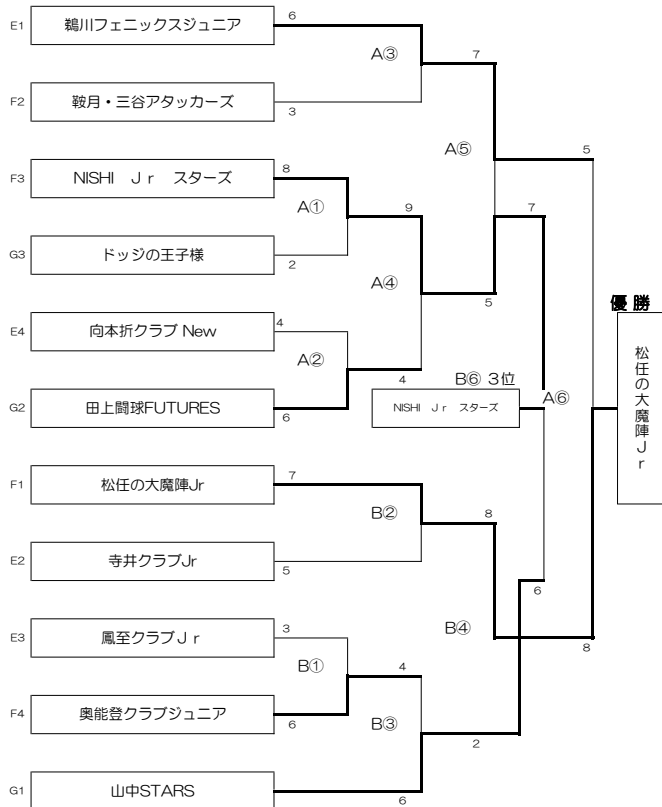 E1 鵜川フェニックスジュニア 6
A③ 7
F2 鞍月・三谷アタッカーズ 3
A⑤ 5
F3 NISHI Ｊｒ スターズ 8
A① 9 7
G3 ドッジの王子様 2
A④ 5
優 勝
E4 向本折クラブ New 4
A② 4 B⑥ 3位
A⑥
G2 田上闘球FUTURES 6
NISHI Ｊｒ スターズ
松任の大魔陣Ｊｒ
F1 松任の大魔陣Jr 7
B② 8
E2 寺井クラブJr 5
6
E3 鳳至クラブＪｒ 3
B④ 8
B① 4
F4 奥能登クラブジュニア 6
B③ 2
G1 山中STARS 6